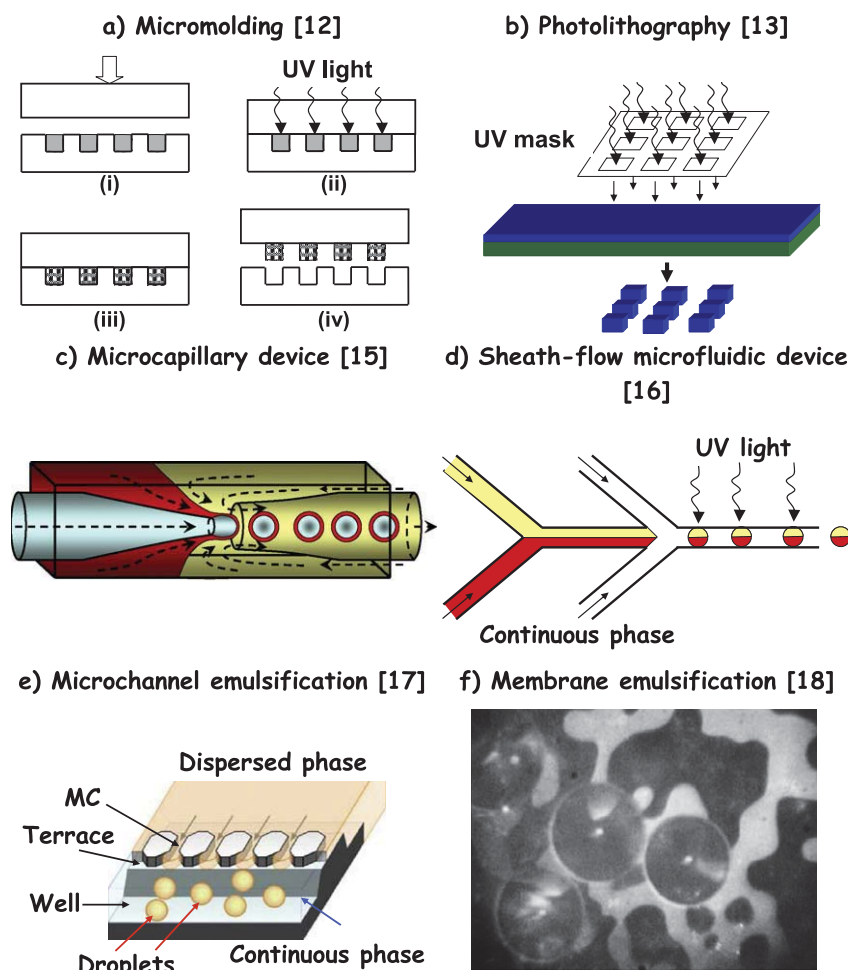 a) Micromolding [12]
b) Photolithography [13]
UV light
UV mask
(i)
(ii)
(iii)
(iv)
c) Microcapillary device [15]
d) Sheath-flow microfluidic device
[16]
UV light
Continuous phase
e) Microchannel emulsification [17]
f) Membrane emulsification [18]
Dispersed phase
MC
Terrace
Well
Droplets
Continuous phase